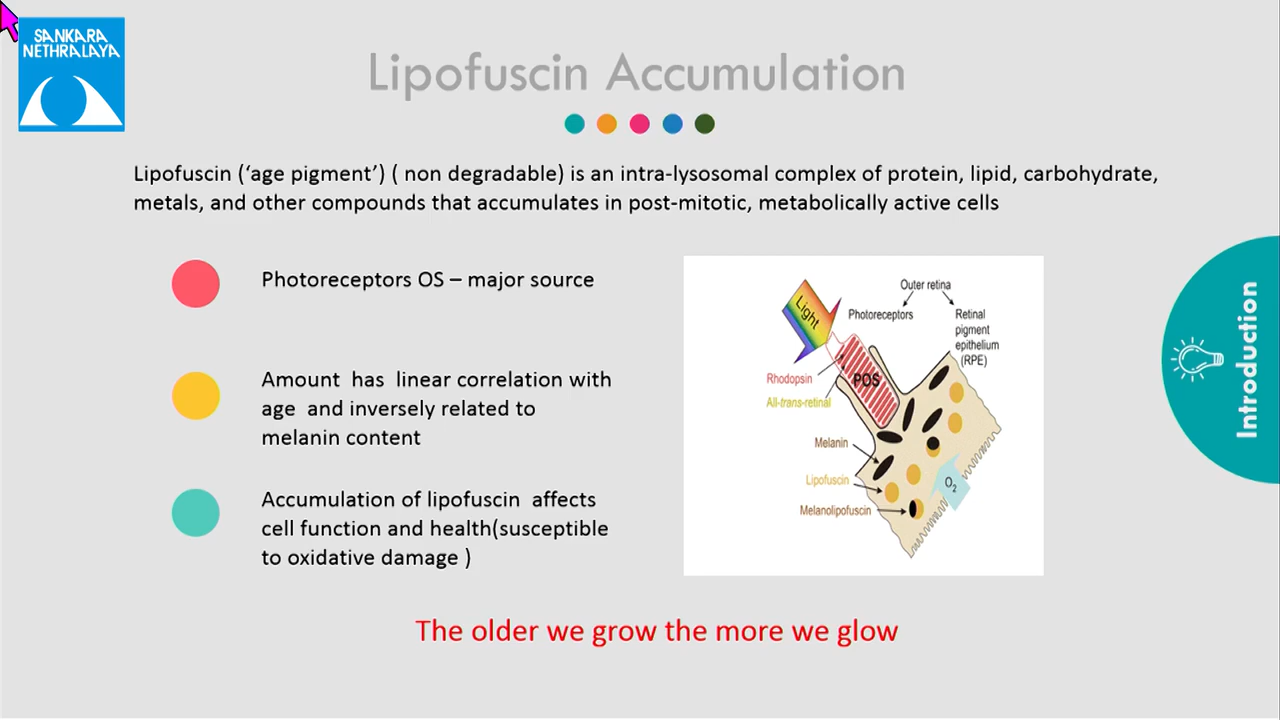 SANKARA
NETHRALAYA
Lipofuscin Accumulation
Lipofuscin (‘age pigment’) ( non degradable) is an intra-lysosomal complex of protein, lipid, carbohydrate,
metals, and other compounds that accumulates in post-mitotic, metabolically active cells
Photoreceptors OS – major source
Amount has linear correlation with
age and inversely related to
melanin content
Accumulation of lipofuscin affects
cell function and health(susceptible
to oxidative damage )
Outer retina
Light
Photoreceptors
Retinal
pigment
epithelium
(RPE)
POS
Rhodopsin
All-trans-retinal
Melanin
Lipofuscin
O2
Melanolipofuscin
Introduction
The older we grow the more we glow